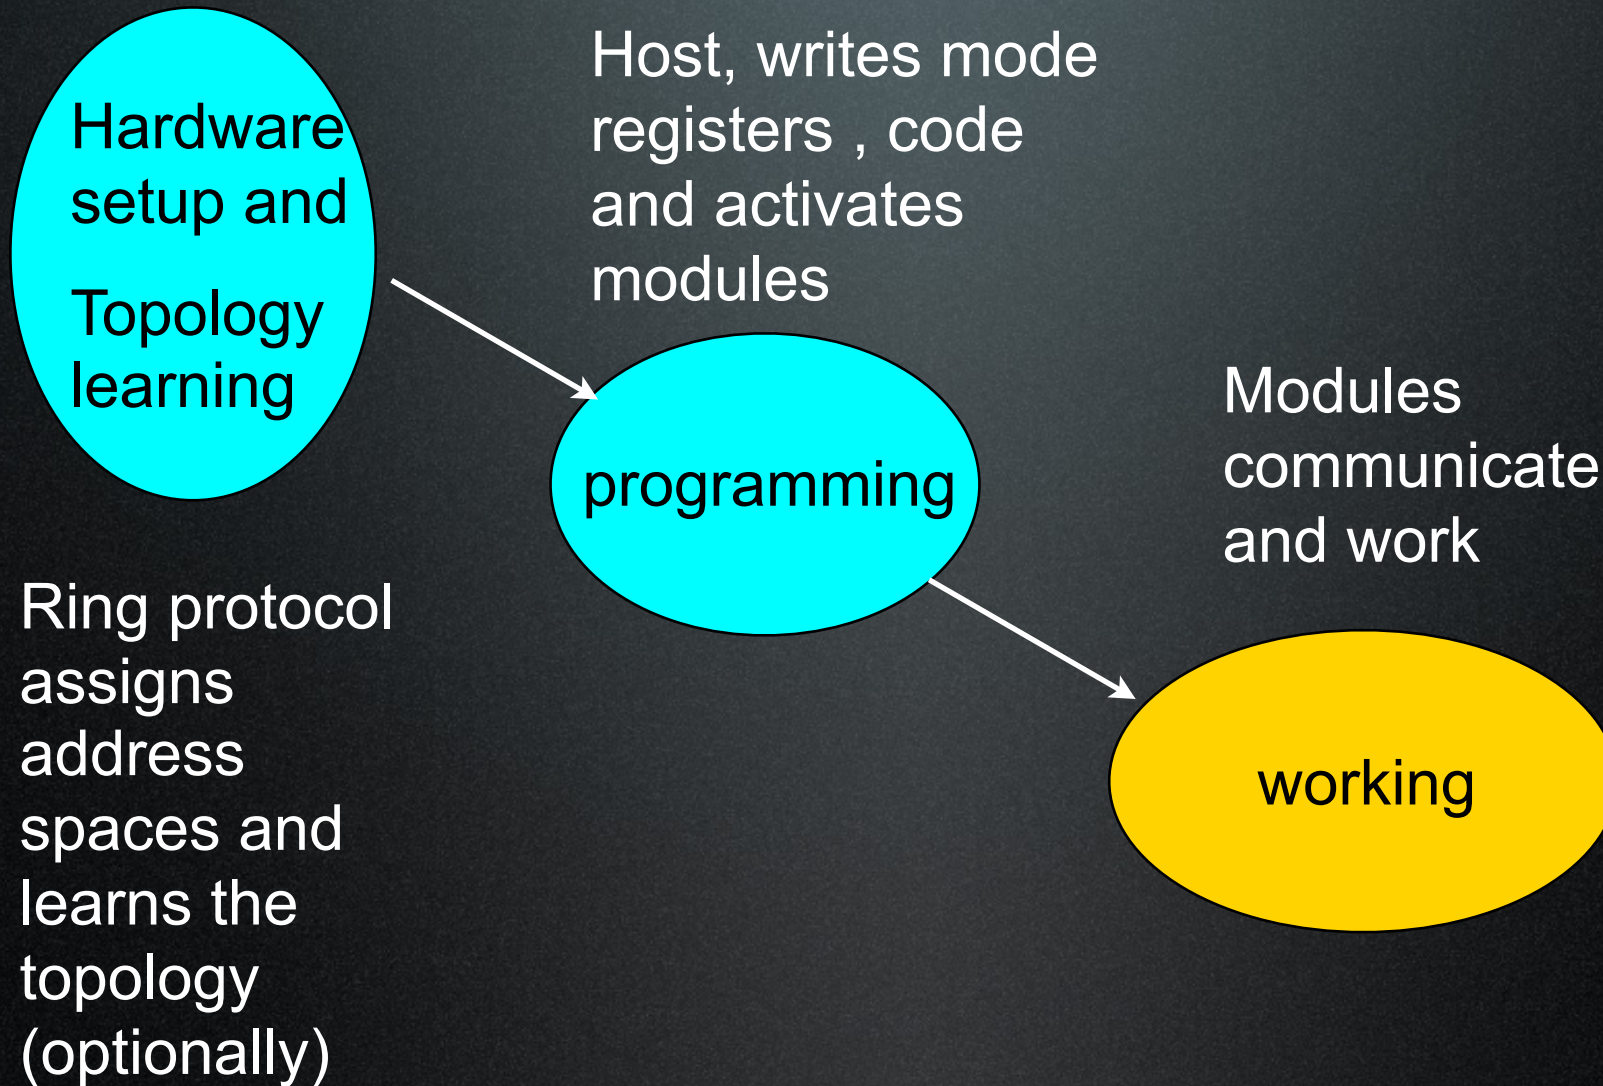 Hardware
setup and
Topology
learning
Host, writes mode
registers , code
and activates
modules
programming
Modules
communicate
and work
working
Ring protocol
assigns
address
spaces and
learns the
topology
(optionally)